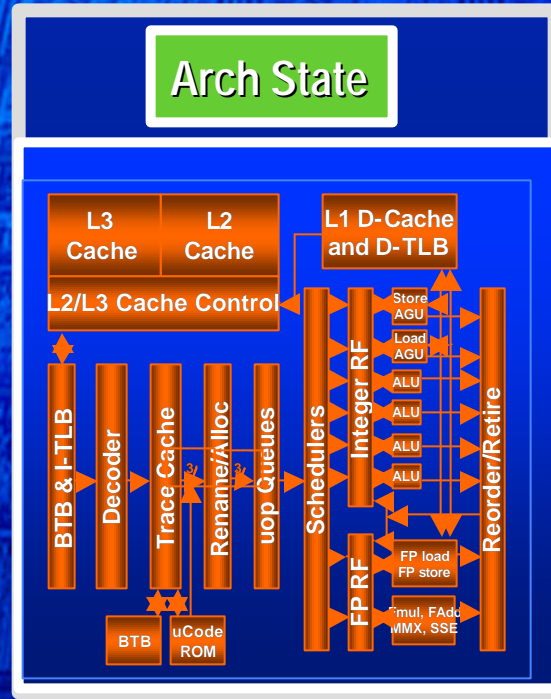 Arch State
L3
Cache
L2
Cache
L1 D-Cache
and D-TLB
L2/L3 Cache Control
Store
AGU
Load
AGU
ALU
ALU
ALU
ALU
BTB & I-TLB
Decoder
Trace Cache
3/
Rename/Alloc
3/
uop Queues
Schedulers
Integer RF
FP RF
FP load
FP store
Fmul, FAdd
MMX, SSE
Reorder/Retire
BTB
uCode
ROM